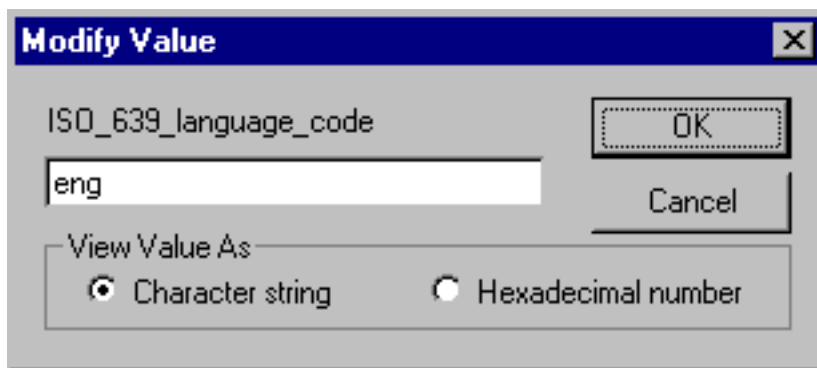 Modify Value
ISO_639_language_code
OK
eng
Cancel
View Value As
Character string
Hexadecimal number